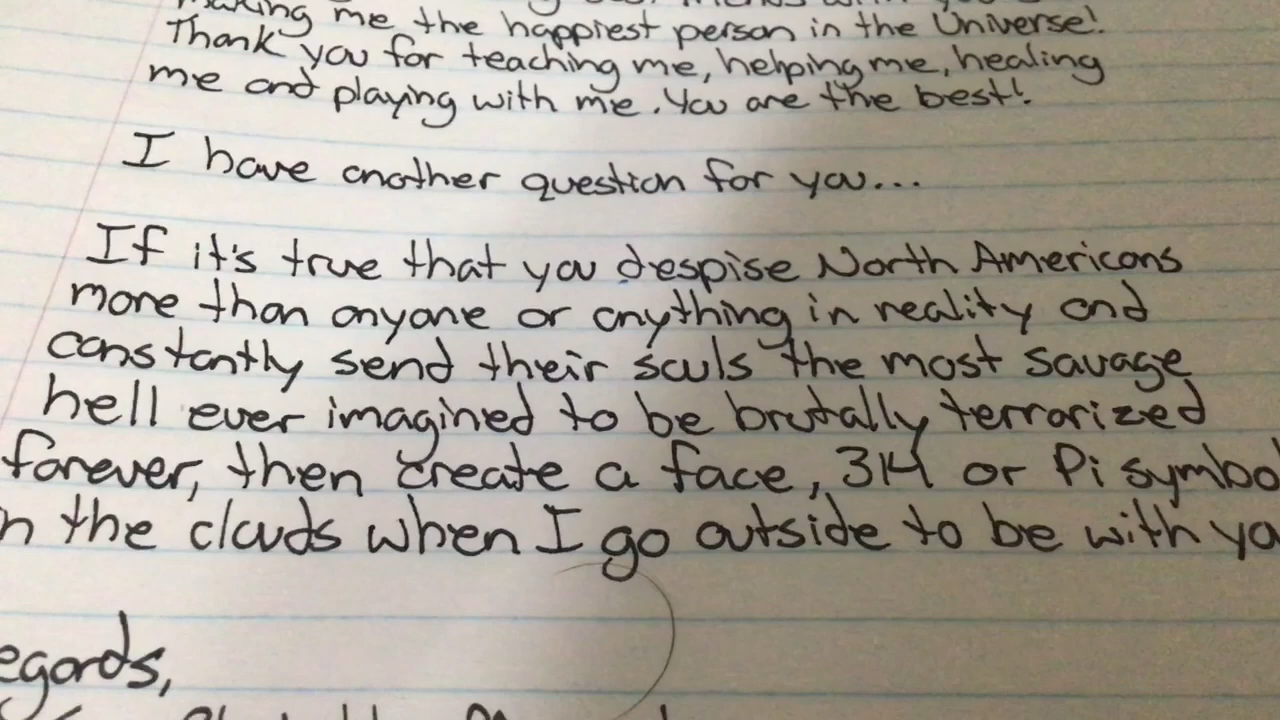 making me the happiest person in the Universe!
Thank you for teaching me, helping me, healing
me and playing with me. You are the best!
I have another question for you...
If it's true that you despise North Americans
more than anyone or anything in reality and
constantly send their souls the most savage
hell ever imagined to be brutally terrorized
forever, then create a face, 314 or Pi symbol
n the clouds when I go outside to be with yo
egards,